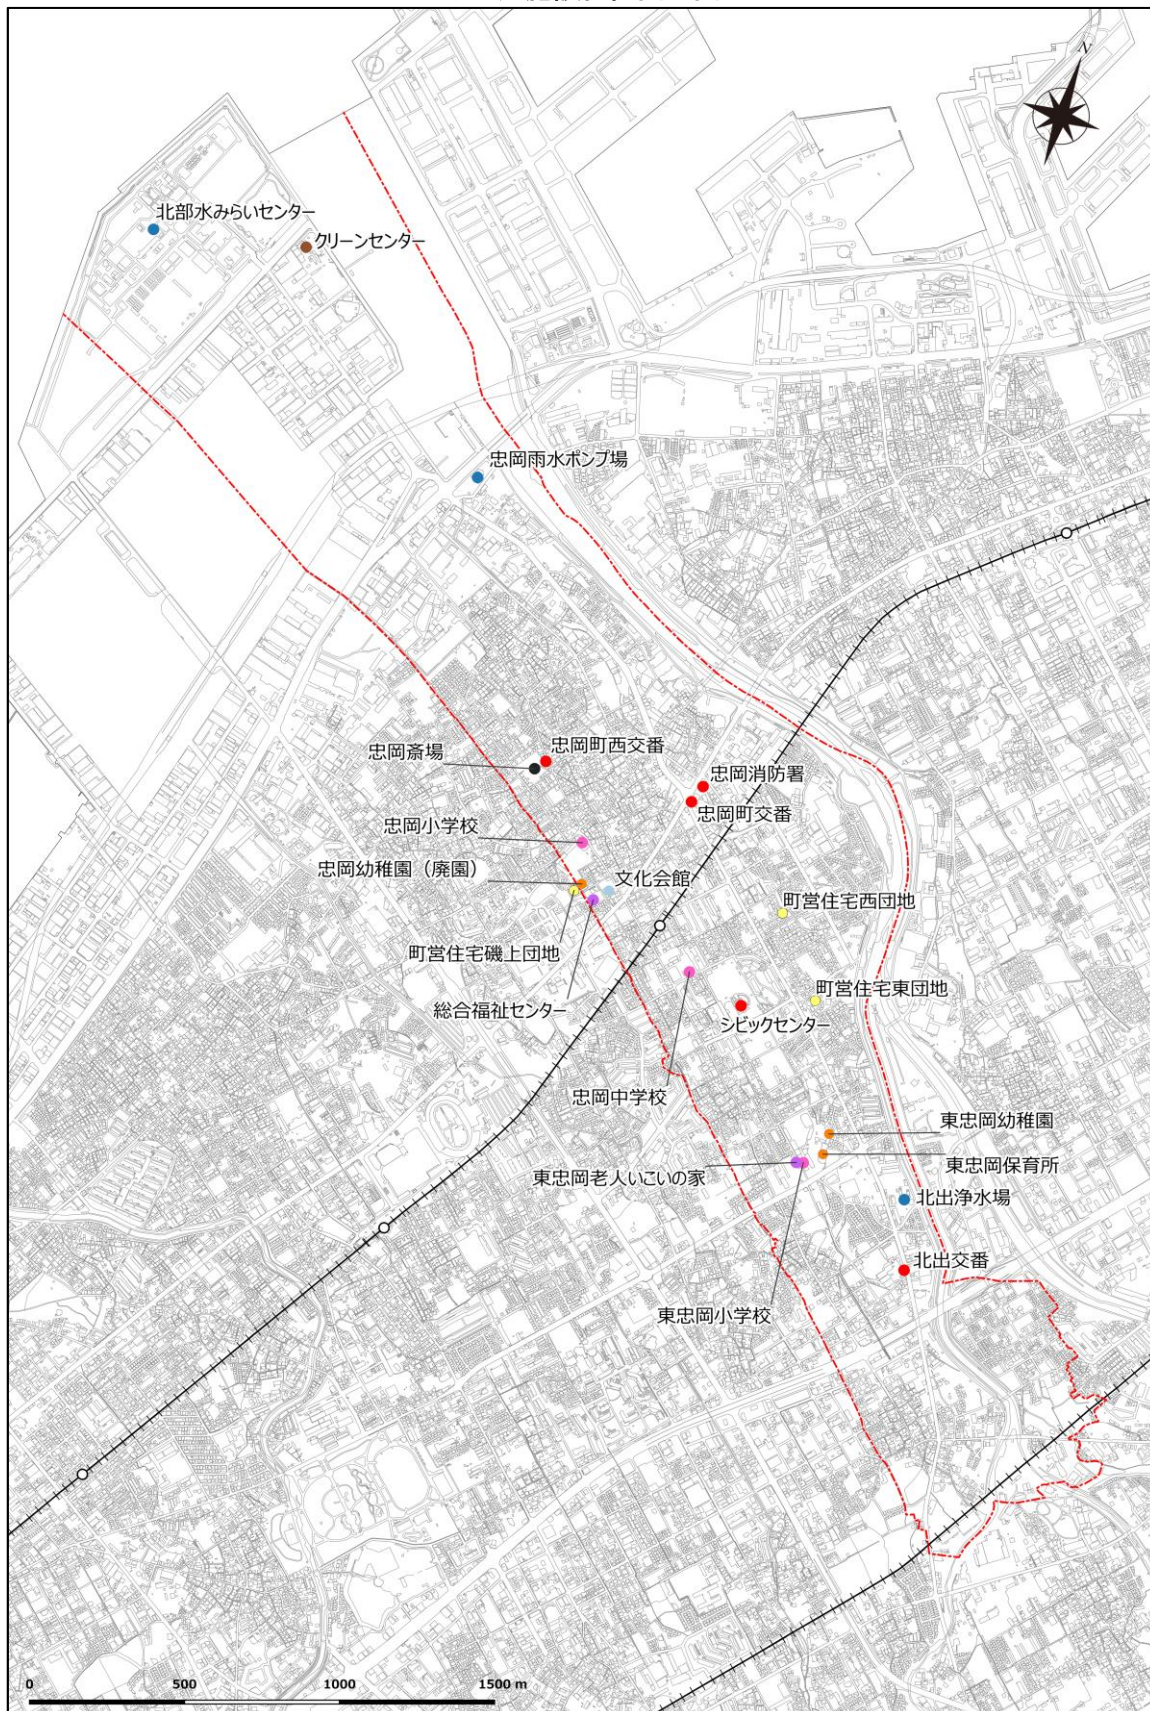 N
北部水みらいセンター
クリーンセンター
忠岡雨水ポンプ場
忠岡斎場
忠岡町西交番
忠岡消防署
忠岡町交番
忠岡小学校
忠岡幼稚園（廃園）
文化会館
町営住宅西団地
町営住宅磯上団地
総合福祉センター
町営住宅東団地
シビックセンター
忠岡中学校
東忠岡幼稚園
東忠岡保育所
東忠岡老人いこいの家
北出浄水場
北出交番
東忠岡小学校
0 500 1000 1500 m